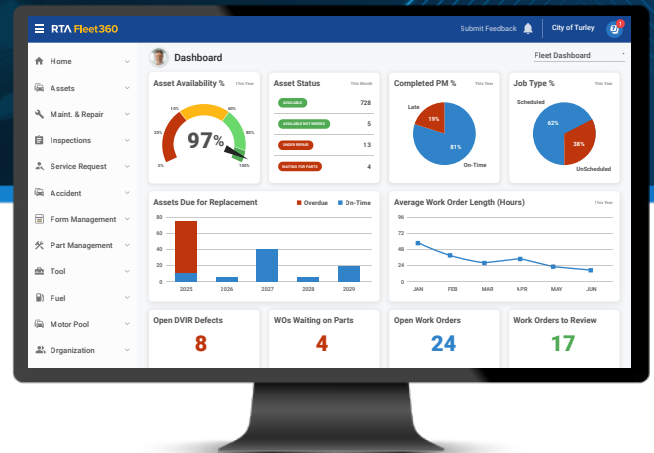 RTA Fleet360
Submit Feedback
City of Turley
Home
Assets
Maint. & Repair
Inspections
Service Request
Accident
Form Management
Part Management
Tool
Fuel
Motor Pool
Organization
Dashboard
Fleet Dashboard
Asset Availability % This Year
0%
20%
10%
60%
80%
100%
97%
Asset Status This Month
AVAILABLE 728
AVAILABLE NOT NEEDED 5
UNDER REPAIR 13
WAITING FOR PARTS 4
Completed PM % This Year
Late
19%
81%
On-Time
Job Type % This Year
Scheduled
62%
38%
UnScheduled
Assets Due for Replacement
Overdue On-Time
80
60
40
20
0
2025 2026 2027 2028 2029
Average Work Order Length (Hours) This Year
96
72
48
24
0
JAN FEB MAR APR MAY JUN
Open DVIR Defects
8
WOs Waiting on Parts
4
Open Work Orders
24
Work Orders to Review
17